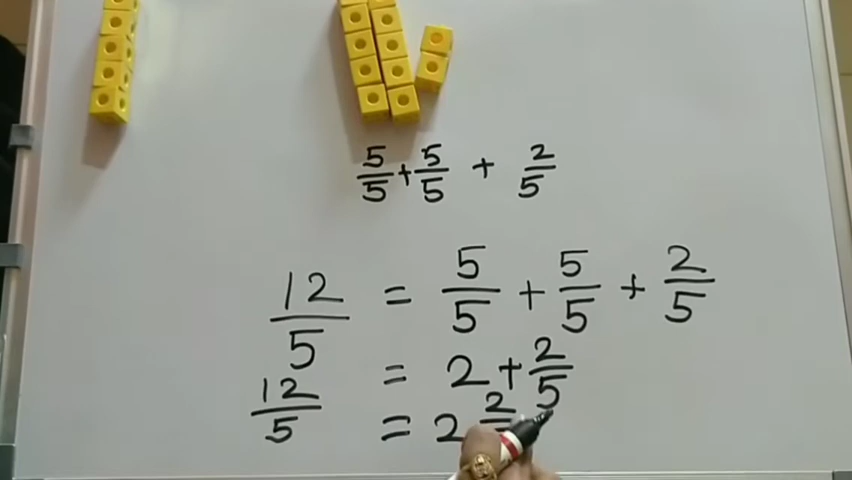 5/5 + 5/5 + 2/5
12/5 = 5/5 + 5/5 + 2/5
12/5 = 2 + 2/5
12/5 = 2 2/